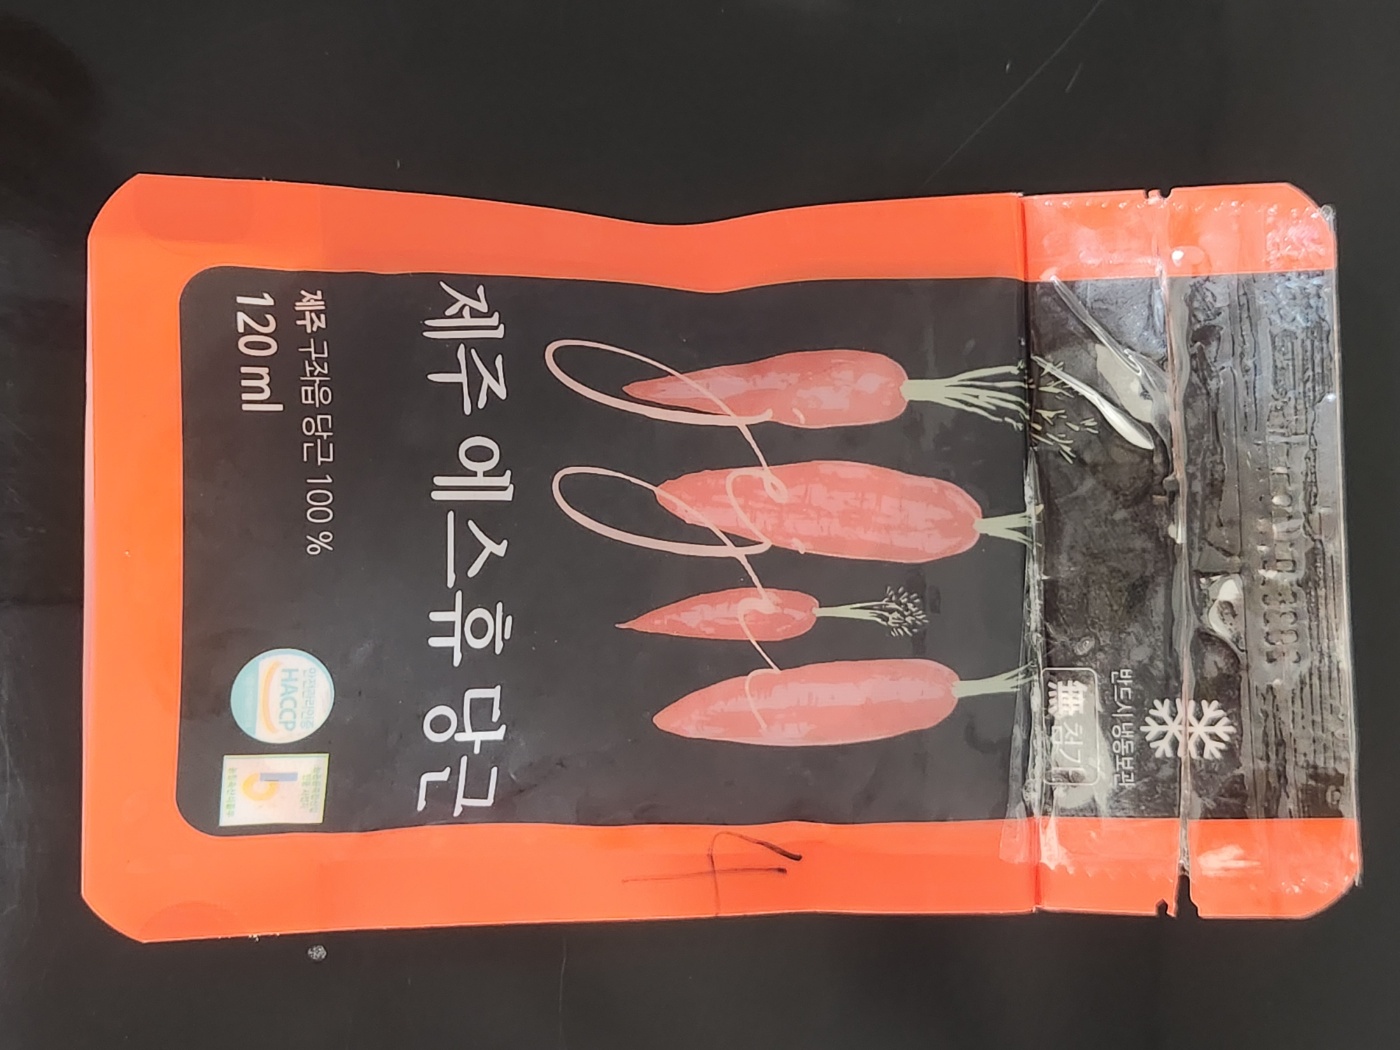 반드시 냉동보관
無 첨가
제주 에스휴 당근
제주 구좌읍 당근 100 %
120 ml
HACCP
4